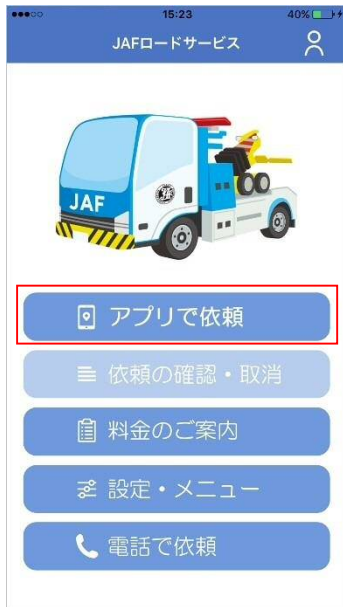 15:23
40%
JAFロードサービス
JAF
アプリで依頼
依頼の確認・取消
料金のご案内
設定・メニュー
電話で依頼